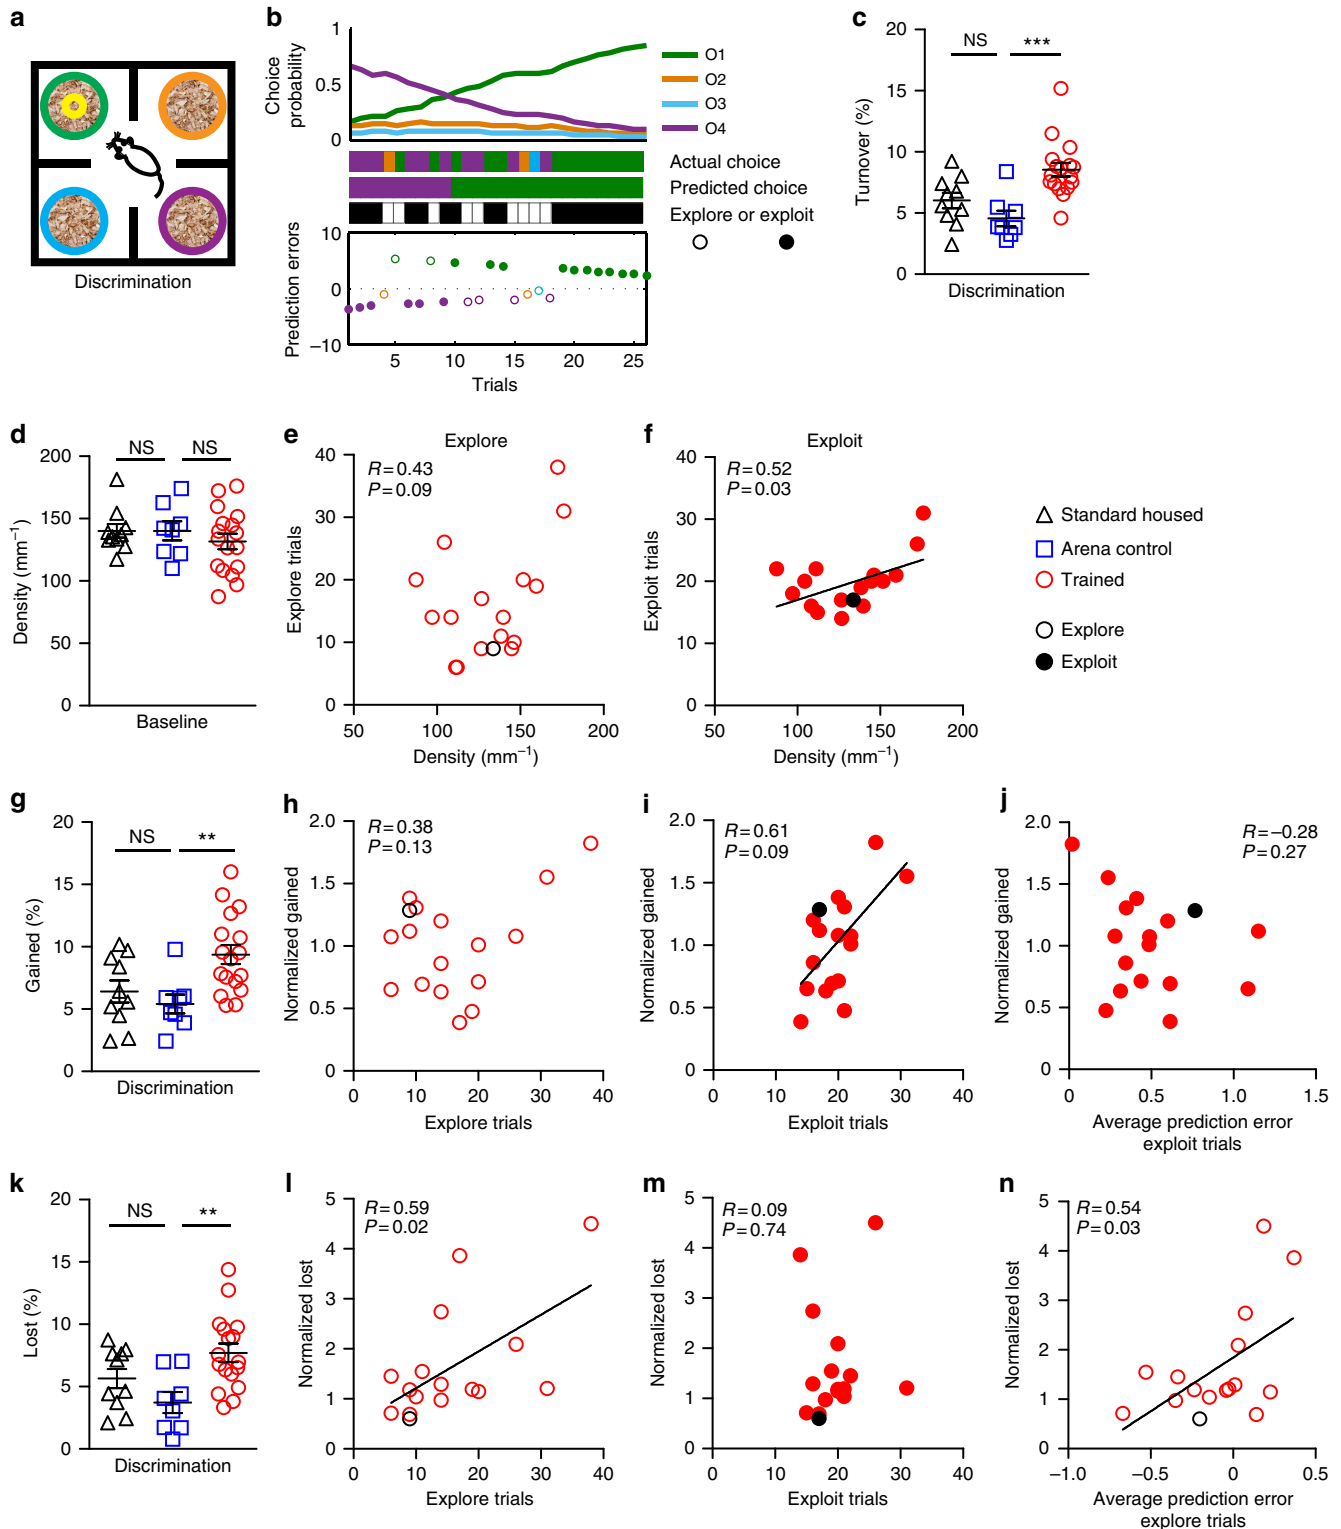 a
Discrimination
b
1
0.5
0
Choice
probability
O1
O2
O3
O4
Actual choice
Predicted choice
Explore or exploit
10
0
−10
Prediction errors
5 10 15 20 25
Trials
c
20
15
10
5
0
Turnover (%)
NS ***
Discrimination
d
200
150
100
50
0
Density (mm−1)
NS NS
Baseline
e
Explore
R=0.43
P=0.09
40
30
20
10
0
Explore trials
50 100 150 200
Density (mm−1)
f
Exploit
R=0.52
P=0.03
40
30
20
10
0
Exploit trials
50 100 150 200
Density (mm−1)
Standard housed
Arena control
Trained
Explore
Exploit
g
20
15
10
5
0
Gained (%)
NS **
Discrimination
h
R=0.38
P=0.13
2.0
1.5
1.0
0.5
0
Normalized gained
0 10 20 30 40
Explore trials
i
R=0.61
P=0.09
2.0
1.5
1.0
0.5
0
Normalized gained
0 10 20 30 40
Exploit trials
j
R=−0.28
P=0.27
2.0
1.5
1.0
0.5
0
Normalized gained
0 0.5 1.0 1.5
Average prediction error
exploit trials
k
20
15
10
5
0
Lost (%)
NS **
Discrimination
l
R=0.59
P=0.02
5
4
3
2
1
0
Normalized lost
0 10 20 30 40
Explore trials
m
R=0.09
P=0.74
5
4
3
2
1
0
Normalized lost
0 10 20 30 40
Exploit trials
n
R=0.54
P=0.03
5
4
3
2
1
0
Normalized lost
−1.0 −0.5 0 0.5
Average prediction error
explore trials